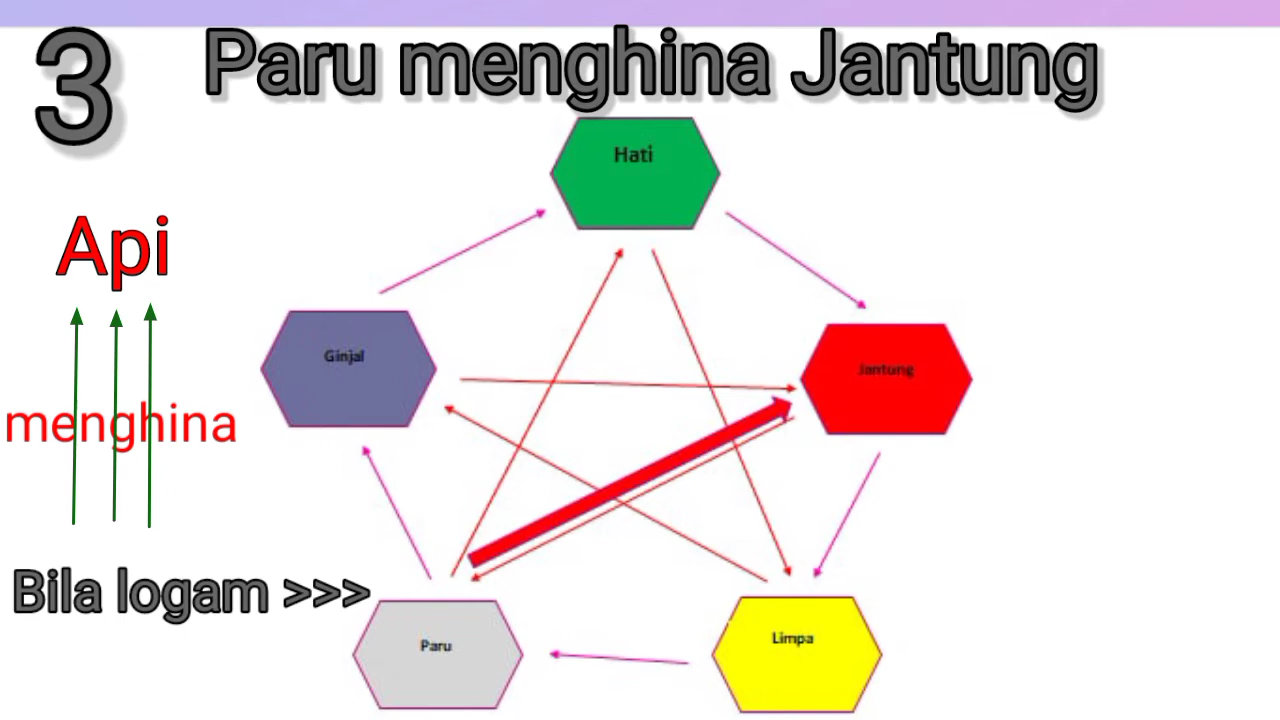 3
Paru menghina Jantung
Hati
Api
Ginjal
Jantung
menghina
Bila logam >>>
Paru
Limpa